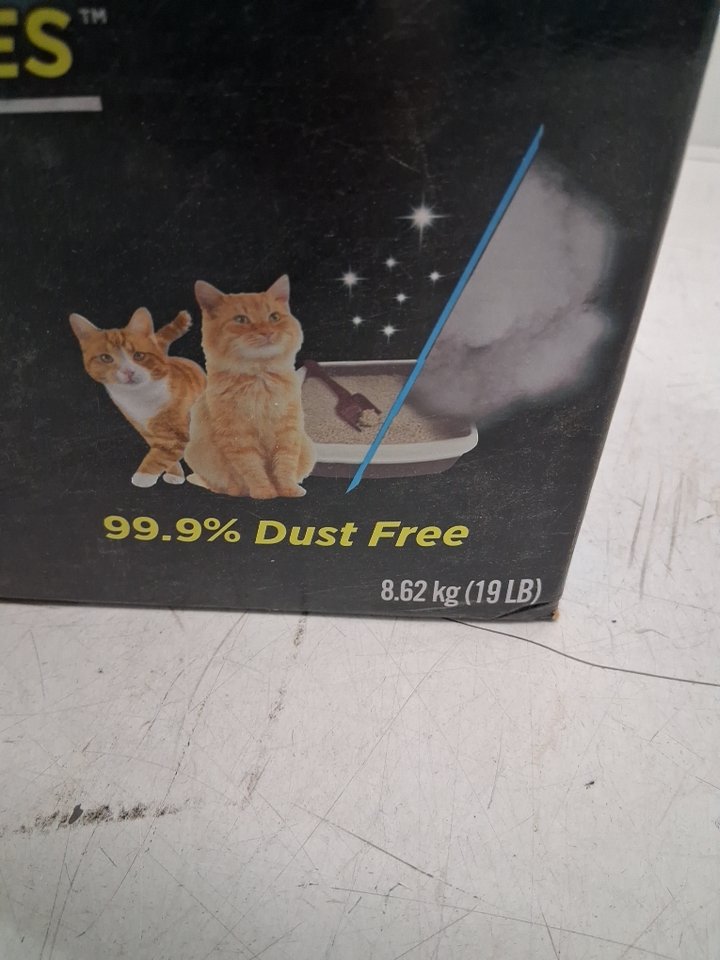 ES™
99.9% Dust Free
8.62 kg (19 LB)